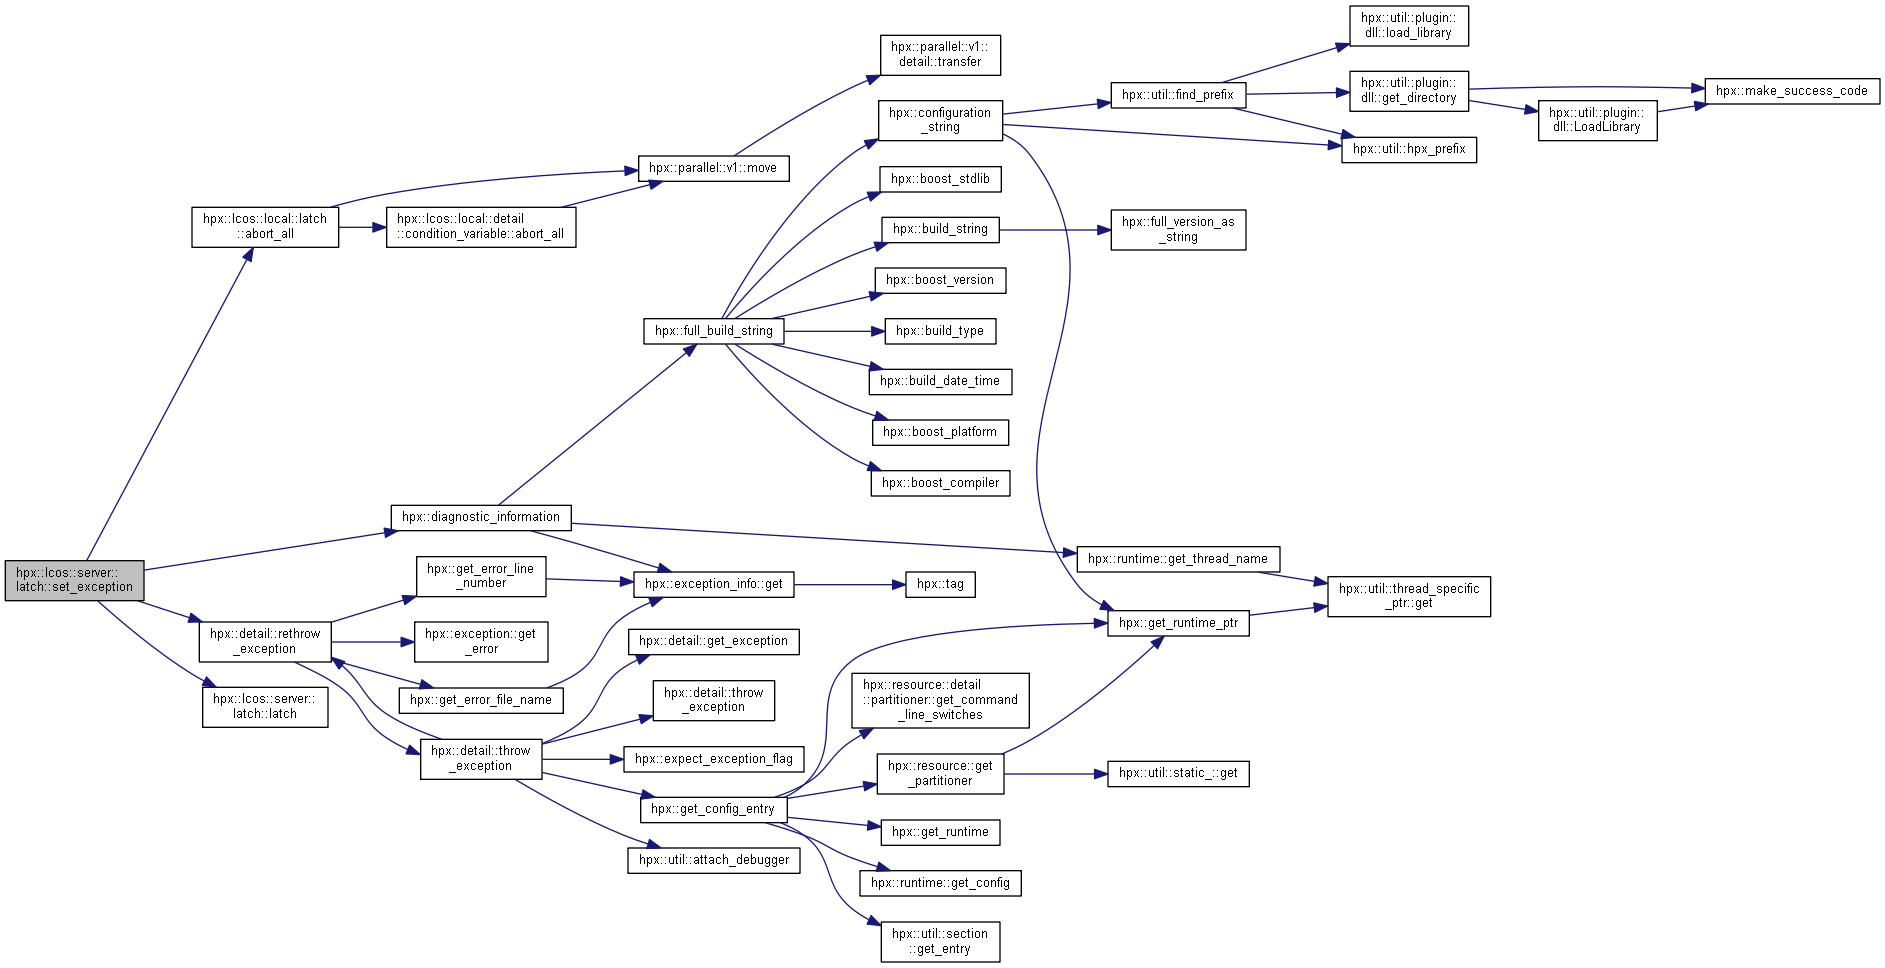 hpx::lcos::server::
latch::set_exception
hpx::lcos::local::latch
::abort_all
hpx::lcos::local::detail
::condition_variable::abort_all
hpx::parallel::v1::move
hpx::parallel::v1::
detail::transfer
hpx::diagnostic_information
hpx::full_build_string
hpx::configuration
_string
hpx::util::find_prefix
hpx::util::plugin::
dll::load_library
hpx::util::plugin::
dll::get_directory
hpx::util::plugin::
dll::LoadLibrary
hpx::make_success_code
hpx::util::hpx_prefix
hpx::boost_stdlib
hpx::build_string
hpx::full_version_as
_string
hpx::boost_version
hpx::build_type
hpx::build_date_time
hpx::boost_platform
hpx::boost_compiler
hpx::runtime::get_thread_name
hpx::util::thread_specific
_ptr::get
hpx::get_runtime_ptr
hpx::exception_info::get
hpx::tag
hpx::detail::rethrow
_exception
hpx::get_error_line
_number
hpx::exception::get
_error
hpx::get_error_file_name
hpx::lcos::server::
latch::latch
hpx::detail::throw
_exception
hpx::detail::get_exception
hpx::detail::throw
_exception
hpx::expect_exception_flag
hpx::get_config_entry
hpx::util::attach_debugger
hpx::resource::detail
::partitioner::get_command
_line_switches
hpx::resource::get
_partitioner
hpx::util::static_::get
hpx::get_runtime
hpx::runtime::get_config
hpx::util::section
::get_entry